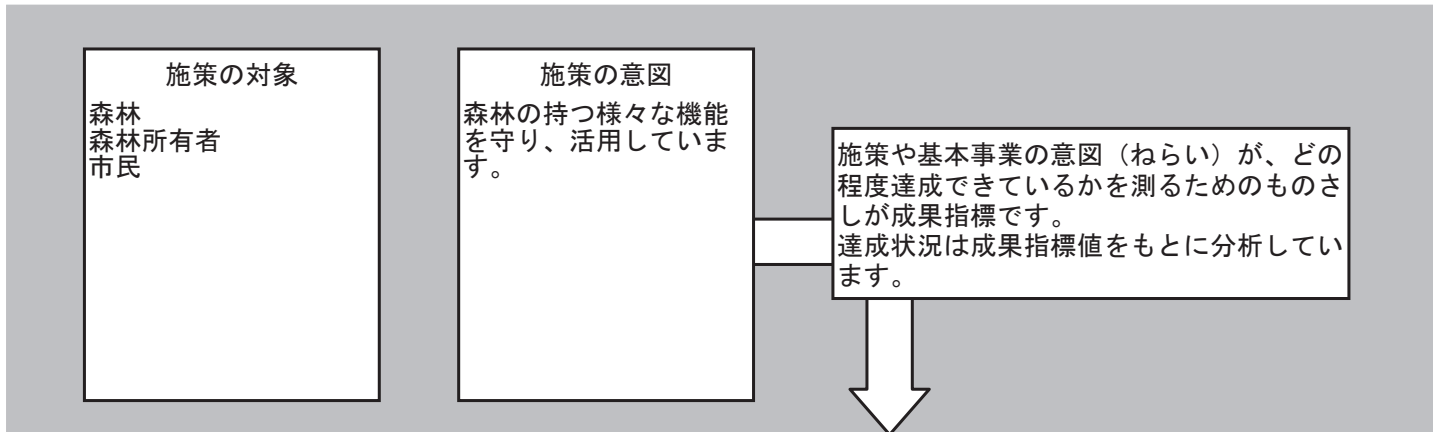 施策の対象
森林
森林所有者
市民
施策の意図
森林の持つ様々な機能
を守り、活用していま
す。
施策や基本事業の意図（ねらい）が、どの
程度達成できているかを測るためのものさ
しが成果指標です。
達成状況は成果指標値をもとに分析してい
ます。